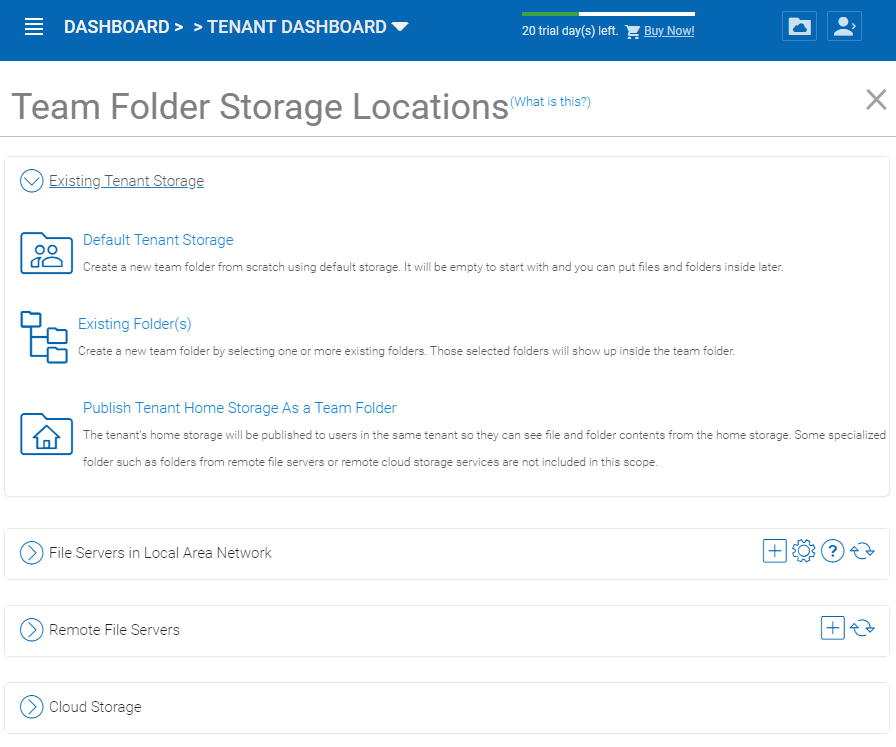 DASHBOARD > > TENANT DASHBOARD
20 trial day(s) left. Buy Now!
Team Folder Storage Locations (What is this?)
Existing Tenant Storage
Default Tenant Storage
Create a new team folder from scratch using default storage. It will be empty to start with and you can put files and folders inside later.
Existing Folder(s)
Create a new team folder by selecting one or more existing folders. Those selected folders will show up inside the team folder.
Publish Tenant Home Storage As a Team Folder
The tenant's home storage will be published to users in the same tenant so they can see file and folder contents from the home storage. Some specialized
folder such as folders from remote file servers or remote cloud storage services are not included in this scope.
File Servers in Local Area Network
Remote File Servers
Cloud Storage